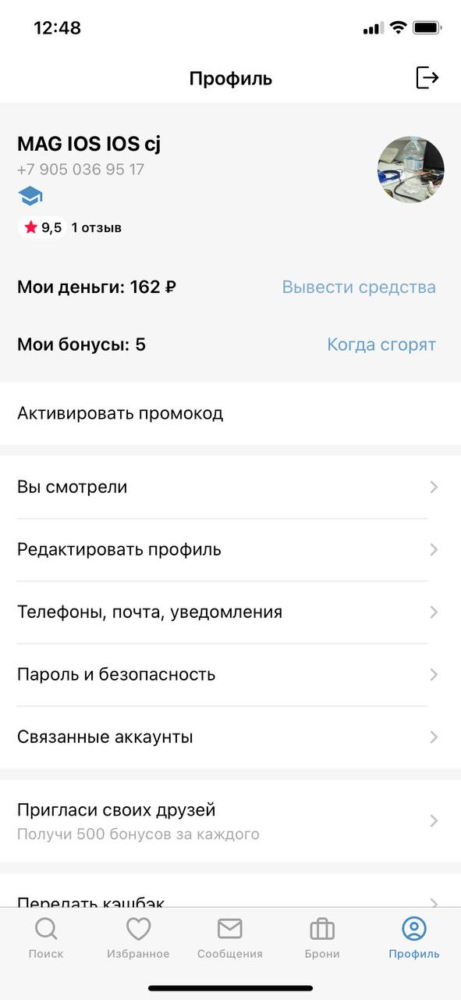 12:48
Профиль
MAG IOS IOS cj
+7 905 036 95 17
9,5 1 отзыв
Мои деньги: 162 ₽ Вывести средства
Мои бонусы: 5 Когда сгорят
Активировать промокод
Вы смотрели
Редактировать профиль
Телефоны, почта, уведомления
Пароль и безопасность
Связанные аккаунты
Пригласи своих друзей
Получи 500 бонусов за каждого
Передать кэшбэк
Поиск Избранное Сообщения Брони Профиль